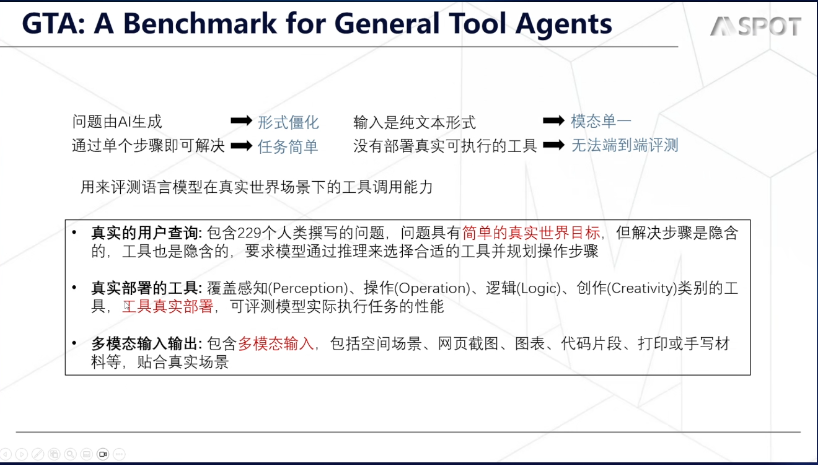 GTA: A Benchmark for General Tool Agents
SPOT
问题由AI生成 形式僵化 输入是纯文本形式 模态单一
通过单个步骤即可解决 任务简单 没有部署真实可执行的工具 无法端到端评测
用来评测语言模型在真实世界场景下的工具调用能力
• 真实的用户查询: 包含229个人类撰写的问题，问题具有简单的真实世界目标，但解决步骤是隐含
的，工具也是隐含的，要求模型通过推理来选择合适的工具并规划操作步骤
• 真实部署的工具: 覆盖感知(Perception)、操作(Operation)、逻辑(Logic)、创作(Creativity)类别的工
具，工具真实部署，可评测模型实际执行任务的性能
• 多模态输入输出: 包含多模态输入，包括空间场景、网页截图、图表、代码片段、打印或手写材
料等，贴合真实场景